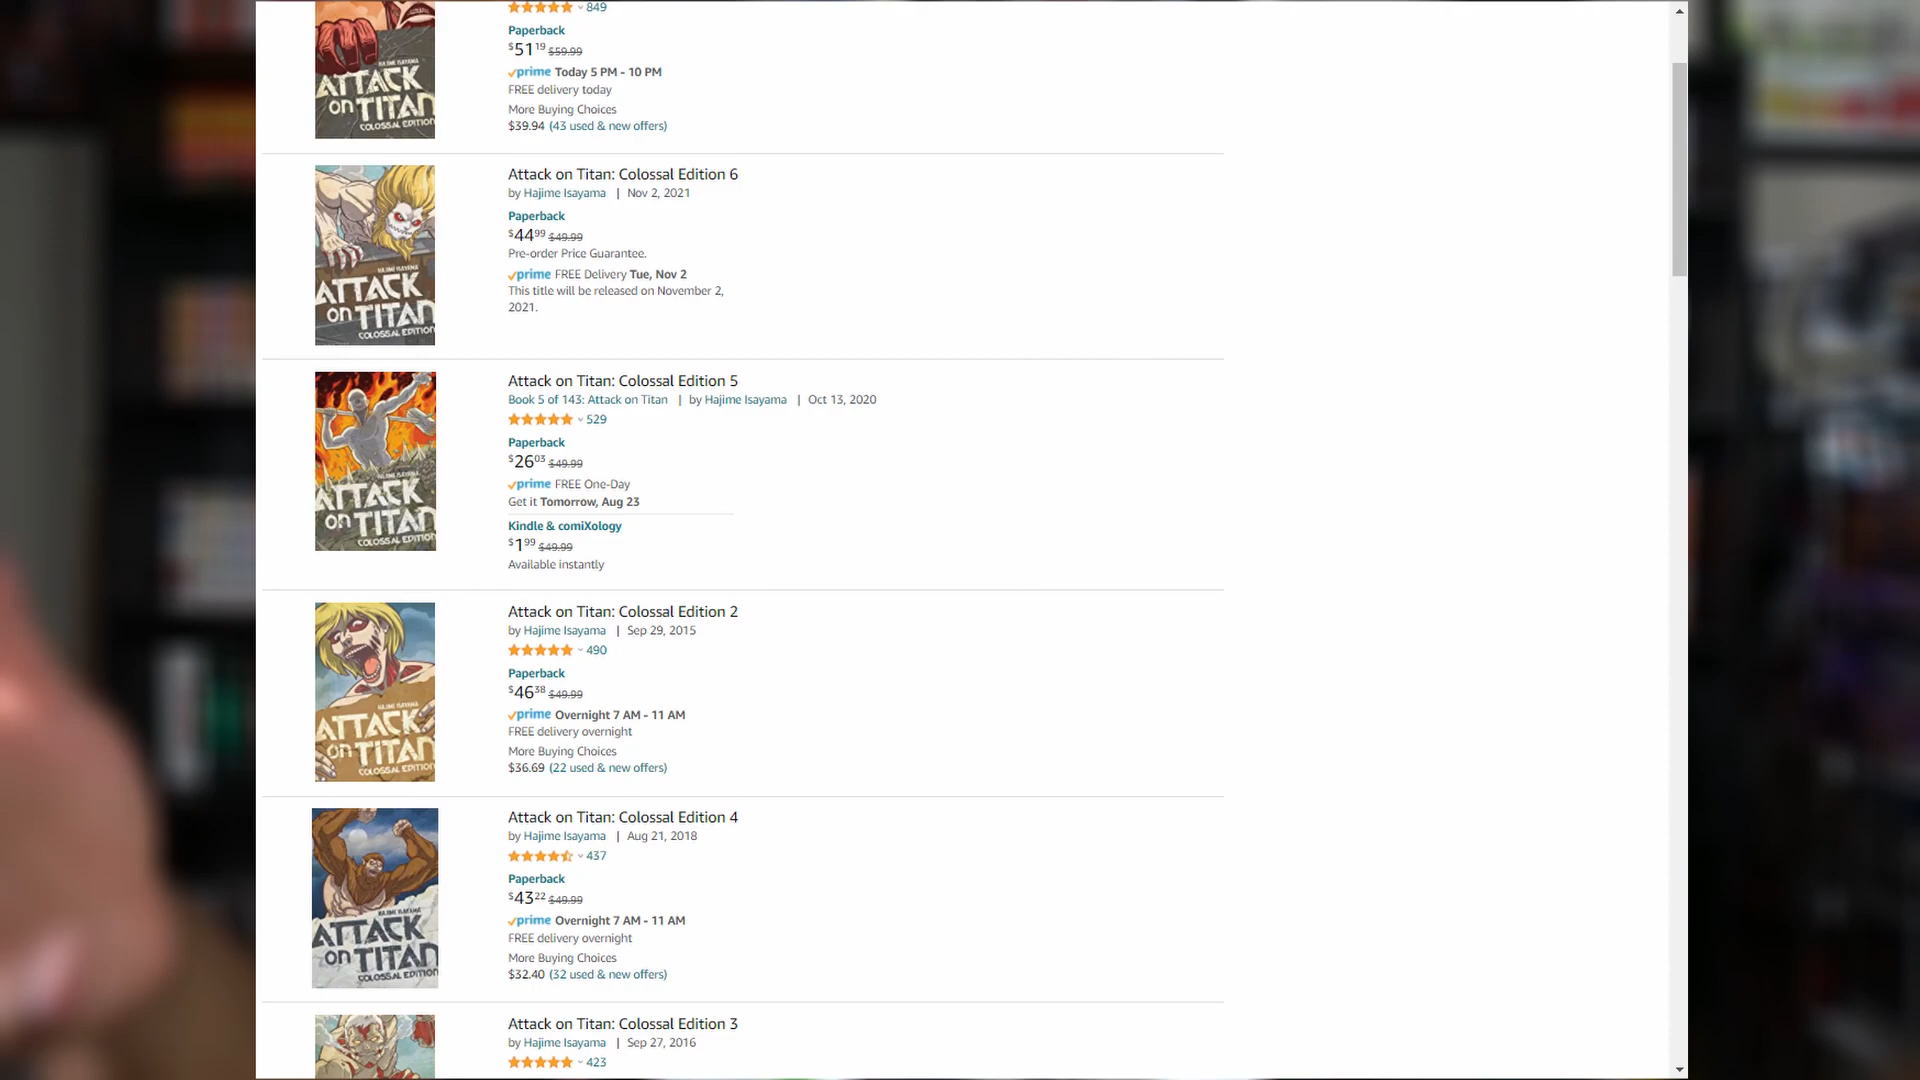 849
Paperback
$51.19 $59.99
prime Today 5 PM - 10 PM
FREE delivery today
More Buying Choices
$39.94 (43 used & new offers)
HAJIME ISAYAMA
ATTACK
ON TITAN
COLOSSAL EDITION
Attack on Titan: Colossal Edition 6
by Hajime Isayama | Nov 2, 2021
Paperback
$44.99 $49.99
Pre-order Price Guarantee.
prime FREE Delivery Tue, Nov 2
This title will be released on November 2,
2021.
HAJIME ISAYAMA
ATTACK
ON TITAN
COLOSSAL EDITION
Attack on Titan: Colossal Edition 5
Book 5 of 143: Attack on Titan | by Hajime Isayama | Oct 13, 2020
529
Paperback
$26.03 $49.99
prime FREE One-Day
Get it Tomorrow, Aug 23
Kindle & comiXology
$1.99 $49.99
Available instantly
HAJIME ISAYAMA
ATTACK
ON TITAN
COLOSSAL EDITION
Attack on Titan: Colossal Edition 2
by Hajime Isayama | Sep 29, 2015
490
Paperback
$46.38 $49.99
prime Overnight 7 AM - 11 AM
FREE delivery overnight
More Buying Choices
$36.69 (22 used & new offers)
HAJIME ISAYAMA
ATTACK
ON TITAN
COLOSSAL EDITION
Attack on Titan: Colossal Edition 4
by Hajime Isayama | Aug 21, 2018
437
Paperback
$43.22 $49.99
prime Overnight 7 AM - 11 AM
FREE delivery overnight
More Buying Choices
$32.40 (32 used & new offers)
HAJIME ISAYAMA
ATTACK
ON TITAN
COLOSSAL EDITION
Attack on Titan: Colossal Edition 3
by Hajime Isayama | Sep 27, 2016
423